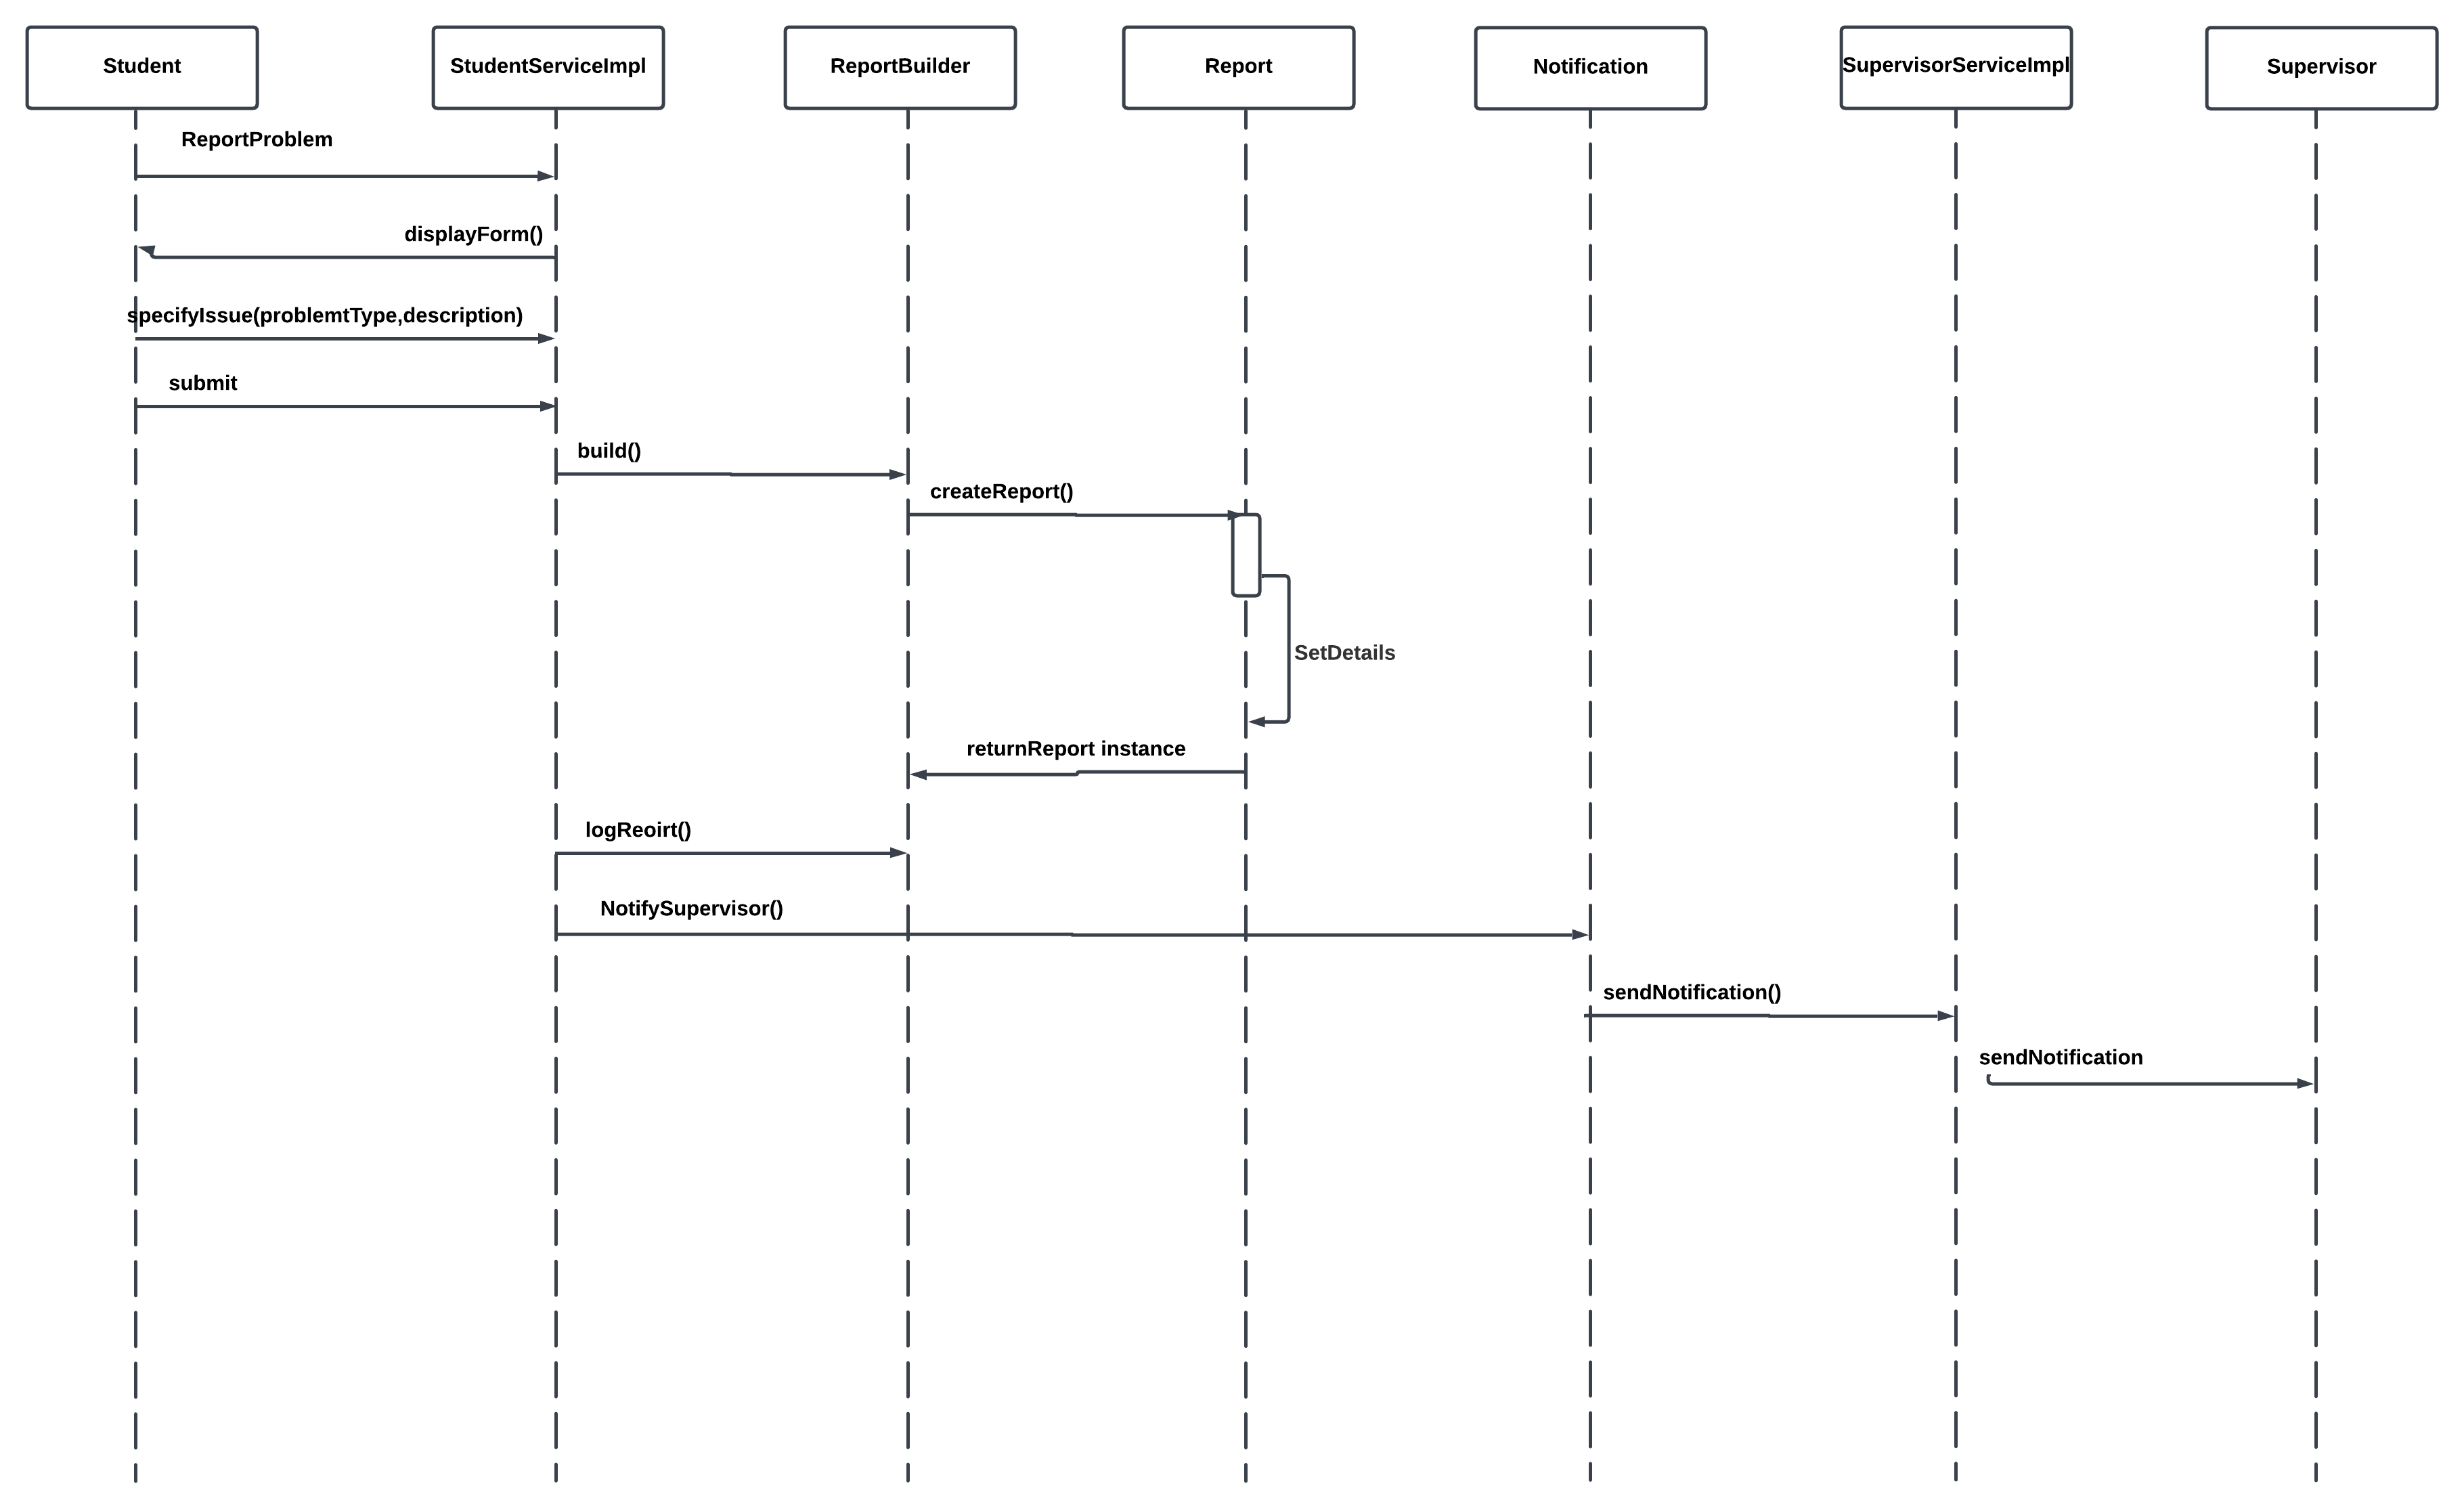 Student
StudentServiceImpl
ReportBuilder
Report
Notification
SupervisorServiceImpl
Supervisor
ReportProblem
displayForm()
specifyIssue(problemtType,description)
submit
build()
createReport()
SetDetails
returnReport instance
logReoirt()
NotifySupervisor()
sendNotification()
sendNotification